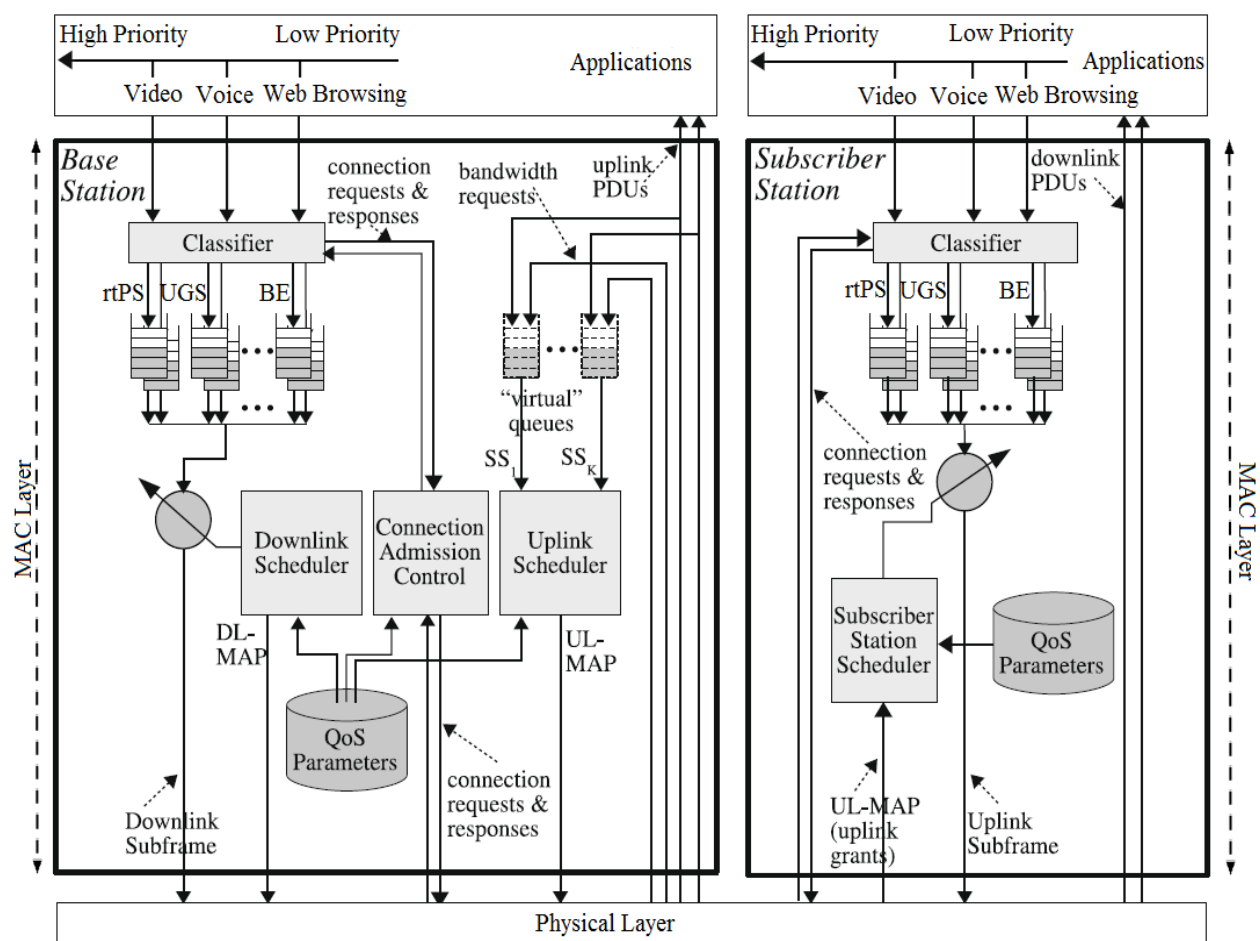 High Priority
Low Priority
Applications
Video
Voice
Web Browsing
MAC Layer
Base
Station
connection
requests &
responses
bandwidth
requests
uplink
PDUs
Classifier
rtPS
UGS
BE
“virtual”
queues
SS1
SSK
Downlink
Scheduler
Connection
Admission
Control
Uplink
Scheduler
DL-
MAP
UL-
MAP
QoS
Parameters
connection
requests &
responses
Downlink
Subframe
High Priority
Low Priority
Applications
Video
Voice
Web Browsing
Subscriber
Station
downlink
PDUs
Classifier
rtPS
UGS
BE
connection
requests &
responses
Subscriber
Station
Scheduler
QoS
Parameters
UL-MAP
(uplink
grants)
Uplink
Subframe
MAC Layer
Physical Layer